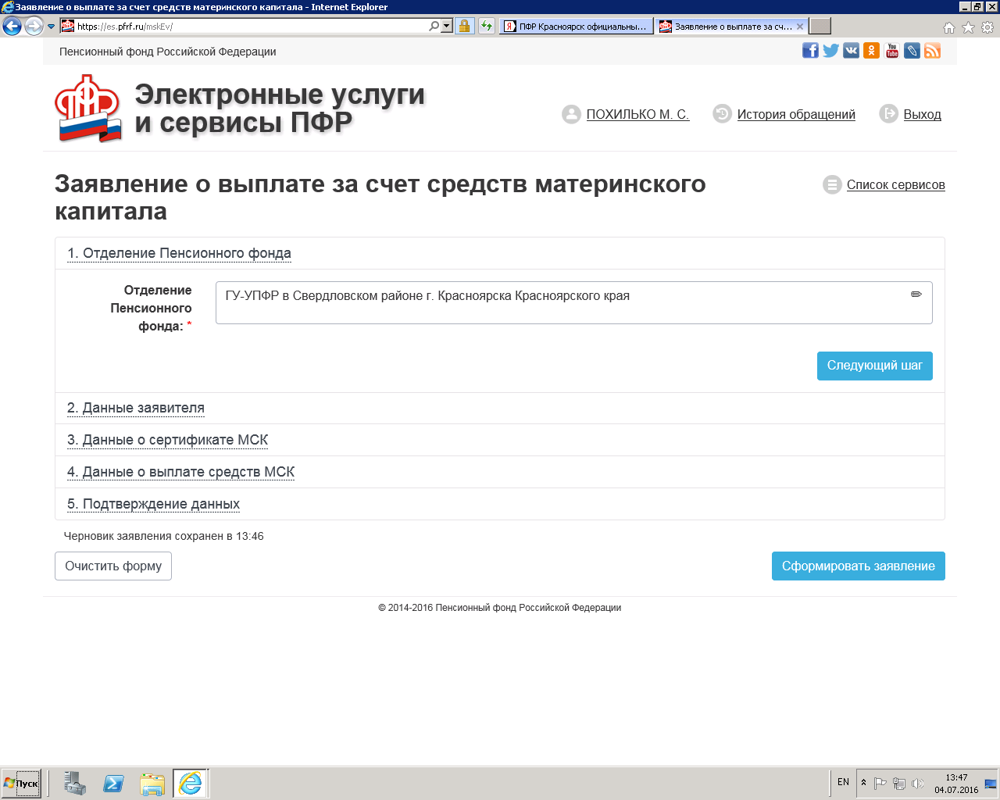 Заявление о выплате за счет средств материнского капитала - Internet Explorer
https://es.pfrf.ru/mskEv/
ПФР Красноярск официальны...
Заявление о выплате за сч...
Пенсионный фонд Российской Федерации
You Tube
Электронные услуги
и сервисы ПФР
ПОХИЛЬКО М. С.
История обращений
Выход
Заявление о выплате за счет средств материнского
капитала
Список сервисов
1. Отделение Пенсионного фонда
Отделение
Пенсионного
фонда: *
ГУ-УПФР в Свердловском районе г. Красноярска Красноярского края
Следующий шаг
2. Данные заявителя
3. Данные о сертификате МСК
4. Данные о выплате средств МСК
5. Подтверждение данных
Черновик заявления сохранен в 13:46
Очистить форму
Сформировать заявление
© 2014-2016 Пенсионный фонд Российской Федерации
Пуск
EN
13:47
04.07.2016